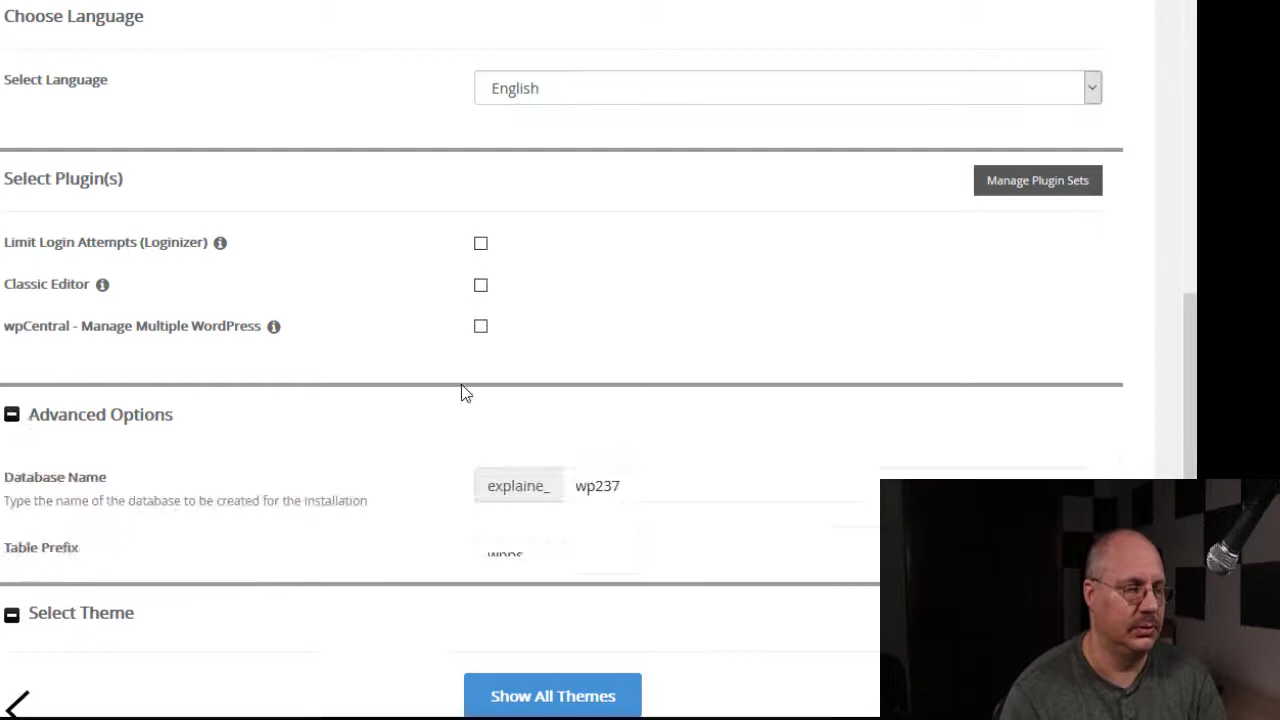 Choose Language
Select Language
English
Select Plugin(s)
Manage Plugin Sets
Limit Login Attempts (Loginizer)
Classic Editor
wpCentral - Manage Multiple WordPress
Advanced Options
Database Name
explaine_ wp237
Type the name of the database to be created for the installation
Table Prefix
Select Theme
Show All Themes